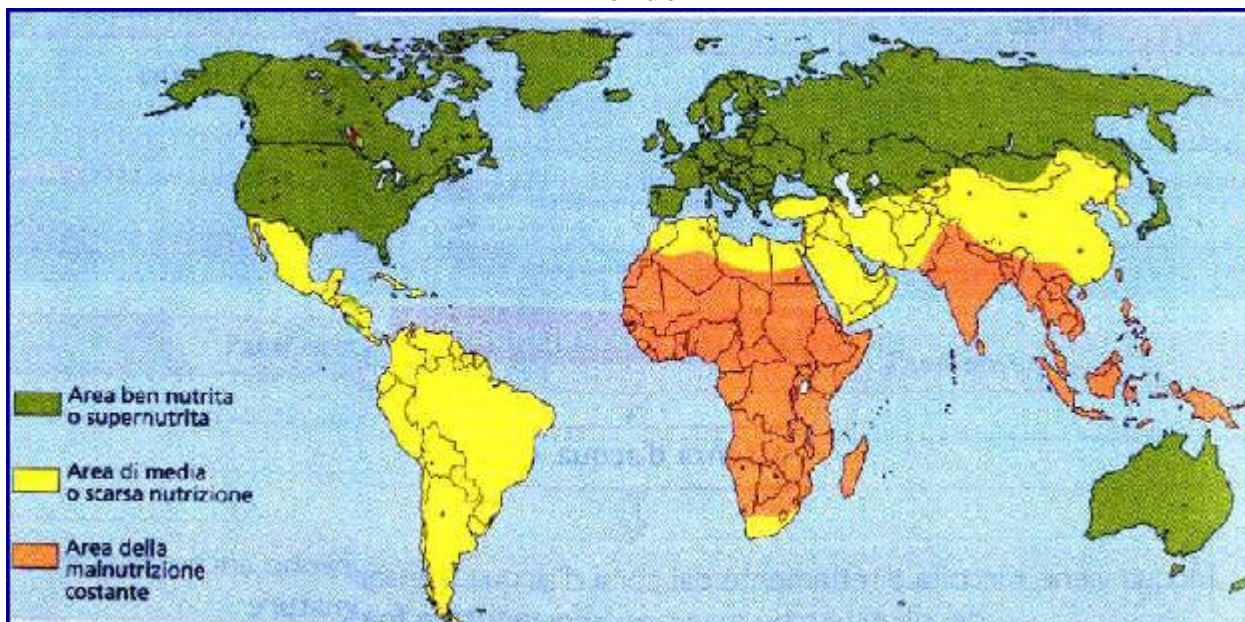 Area ben nutrita
o supernutrita
Area di media
o scarsa nutrizione
Area della
malnutrizione
costante